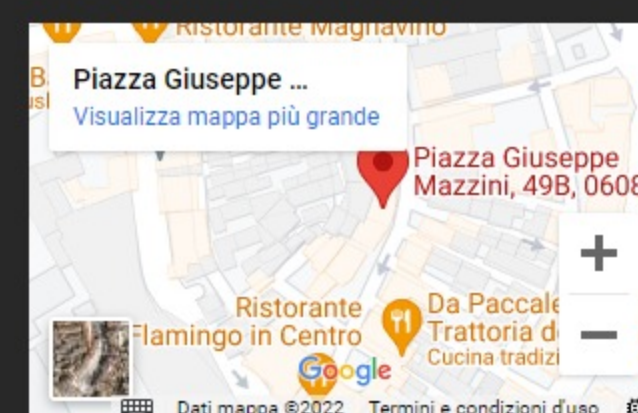 Ristorante Magnavino
Piazza Giuseppe ...
Visualizza mappa più grande
Piazza Giuseppe
Mazzini, 49B, 0608
Ristorante
Flamingo in Centro
Da Paccale
Trattoria d
Cucina tradizi
Google
Dati mappa ©2022 Termini e condizioni d'uso